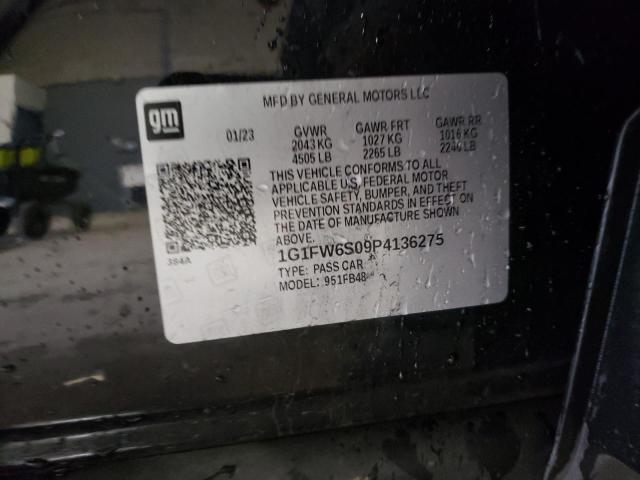 MFD BY GENERAL MOTORS LLC
gm
01/23 GVWR GAWR FRT GAWR RR
2043 KG 1027 KG 1016 KG
4505 LB 2265 LB 2240 LB
THIS VEHICLE CONFORMS TO ALL
APPLICABLE U.S. FEDERAL MOTOR
VEHICLE SAFETY, BUMPER, AND THEFT
PREVENTION STANDARDS IN EFFECT ON
THE DATE OF MANUFACTURE SHOWN
ABOVE.
384A
1G1FW6S09P4136275
TYPE: PASS CAR
MODEL: 951FB48